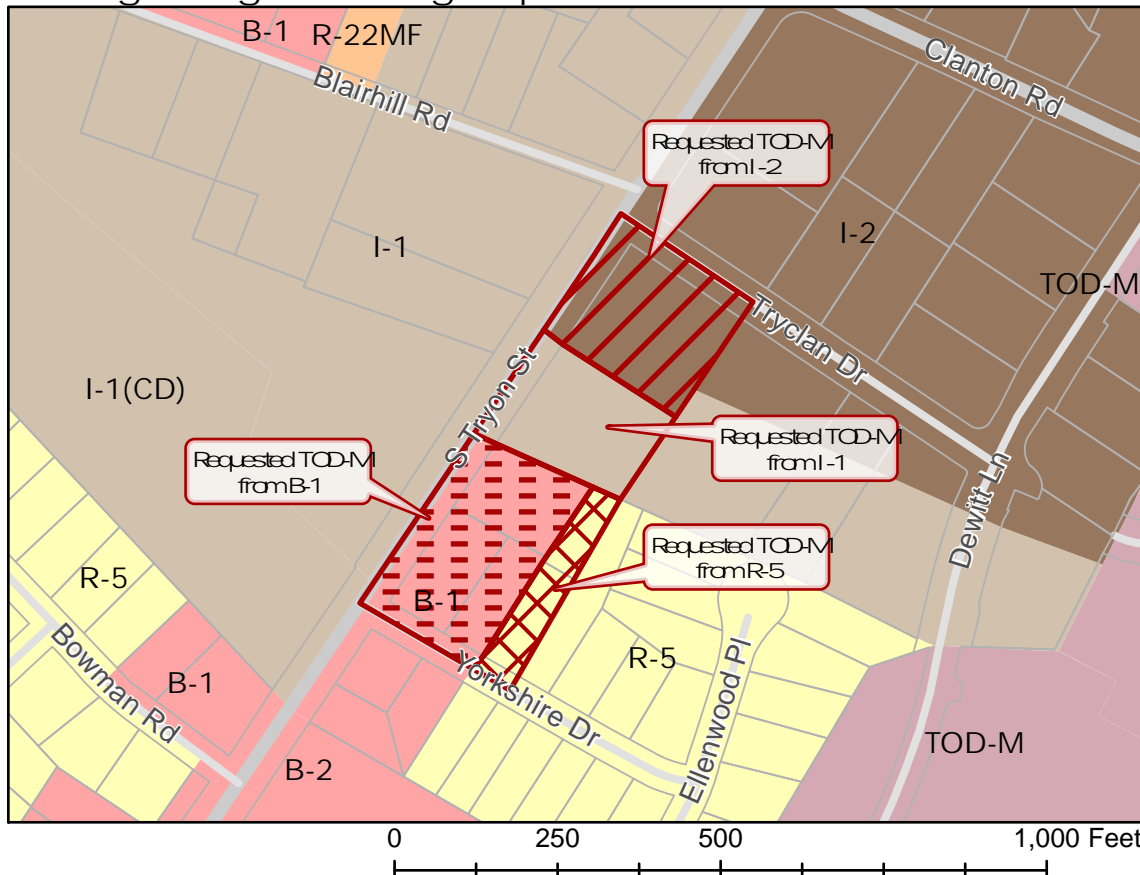 B-1
R-22MF
Blairhill Rd
Clanton Rd
Requested TOD-M
from I-2
I-1
I-2
TOD-M
Tryclan Dr
S Tryon St
I-1(CD)
Requested TOD-M
from I-1
Requested TOD-M
from B-1
Dewitt Ln
Requested TOD-M
from R-5
R-5
B-1
R-5
B-1
Bowman Rd
Yorkshire Dr
Ellenwood Pl
TOD-M
B-2
0 250 500 1,000 Feet